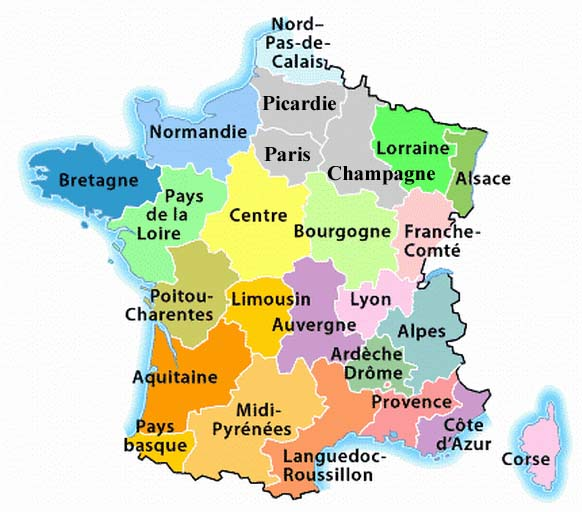 Nord–
Pas-de-
Calais
Picardie
Normandie
Paris
Lorraine
Champagne
Alsace
Bretagne
Pays
de la
Loire
Centre
Bourgogne
Franche-
Comté
Poitou-
Charentes
Limousin
Lyon
Auvergne
Alpes
Ardèche
Drôme
Aquitaine
Midi-
Pyrénées
Provence
Côte
d'Azur
Pays
basque
Languedoc-
Roussillon
Corse